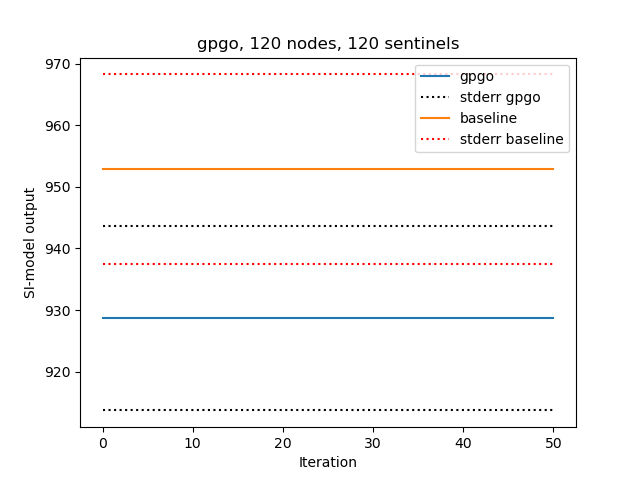 gpgo, 120 nodes, 120 sentinels
970
960
950
940
930
920
SI-model output
gpgo
stderr gpgo
baseline
stderr baseline
0 10 20 30 40 50
Iteration